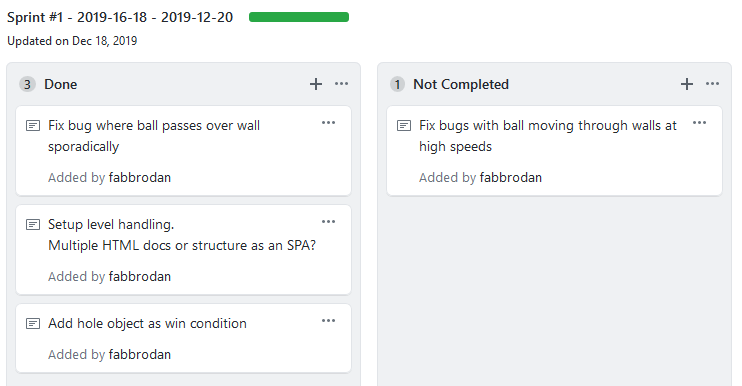 Sprint #1 - 2019-16-18 - 2019-12-20
Updated on Dec 18, 2019
3 Done
Fix bug where ball passes over wall
sporadically
Added by fabbrodan
Setup level handling.
Multiple HTML docs or structure as an SPA?
Added by fabbrodan
Add hole object as win condition
Added by fabbrodan
1 Not Completed
Fix bugs with ball moving through walls at
high speeds
Added by fabbrodan